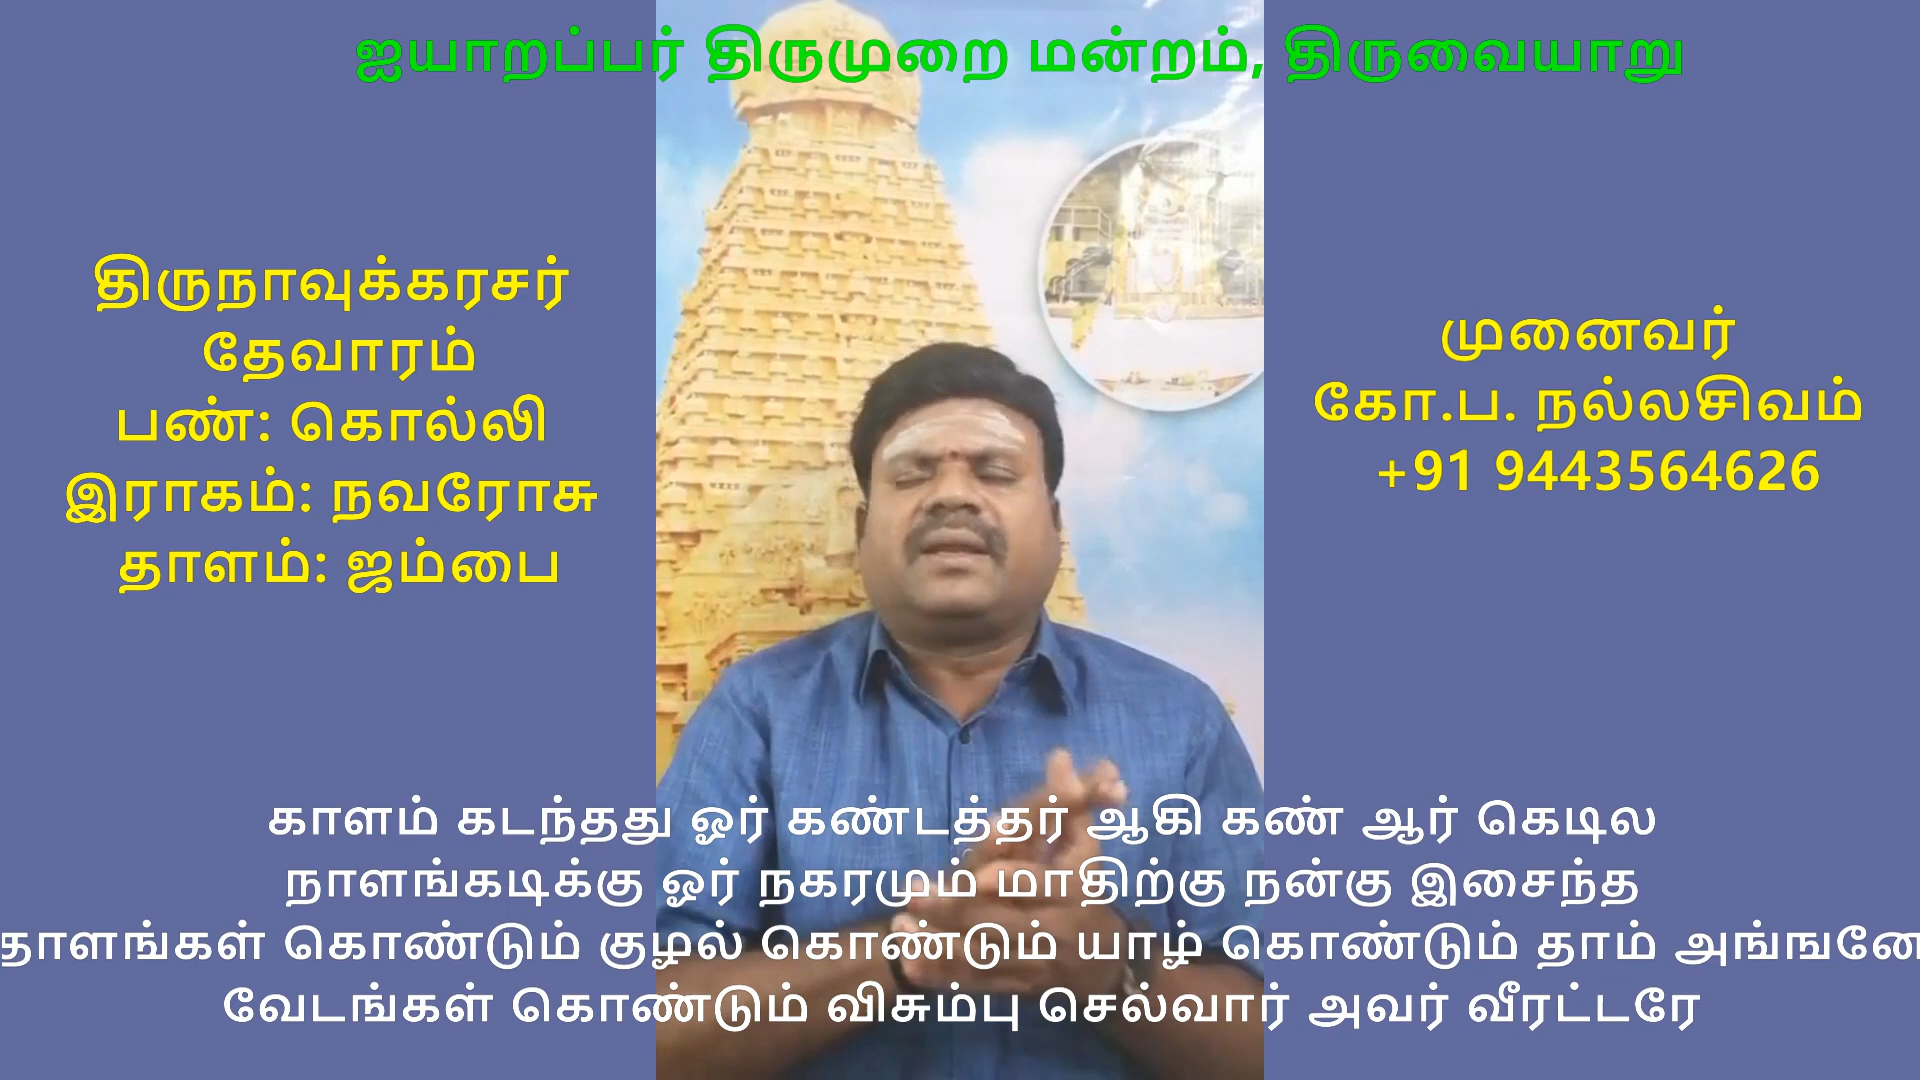 ஐயாறப்பர் திருமுறை மன்றம், திருவையாறு
திருநாவுக்கரசர்
தேவாரம்
பண்: கொல்லி
இராகம்: நவரோசு
தாளம்: ஜம்பை
முனைவர்
கோ.ப. நல்லசிவம்
+91 9443564626
காளம் கடந்தது ஓர் கண்டத்தர் ஆகி கண் ஆர் கெடில
நாளங்கடிக்கு ஓர் நகரமும் மாதிற்கு நன்கு இசைந்த
தாளங்கள் கொண்டும் குழல் கொண்டும் யாழ் கொண்டும் தாம் அங்ஙனே
வேடங்கள் கொண்டும் விசும்பு செல்வார் அவர் வீரட்டரே